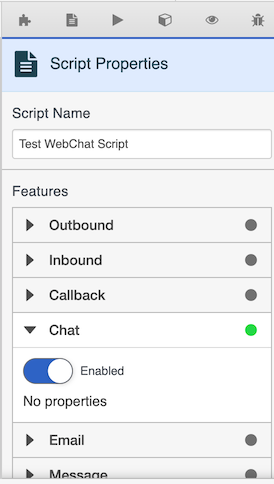 Script Properties
Script Name
Test WebChat Script
Features
Outbound
Inbound
Callback
Chat
Enabled
No properties
Email
Message